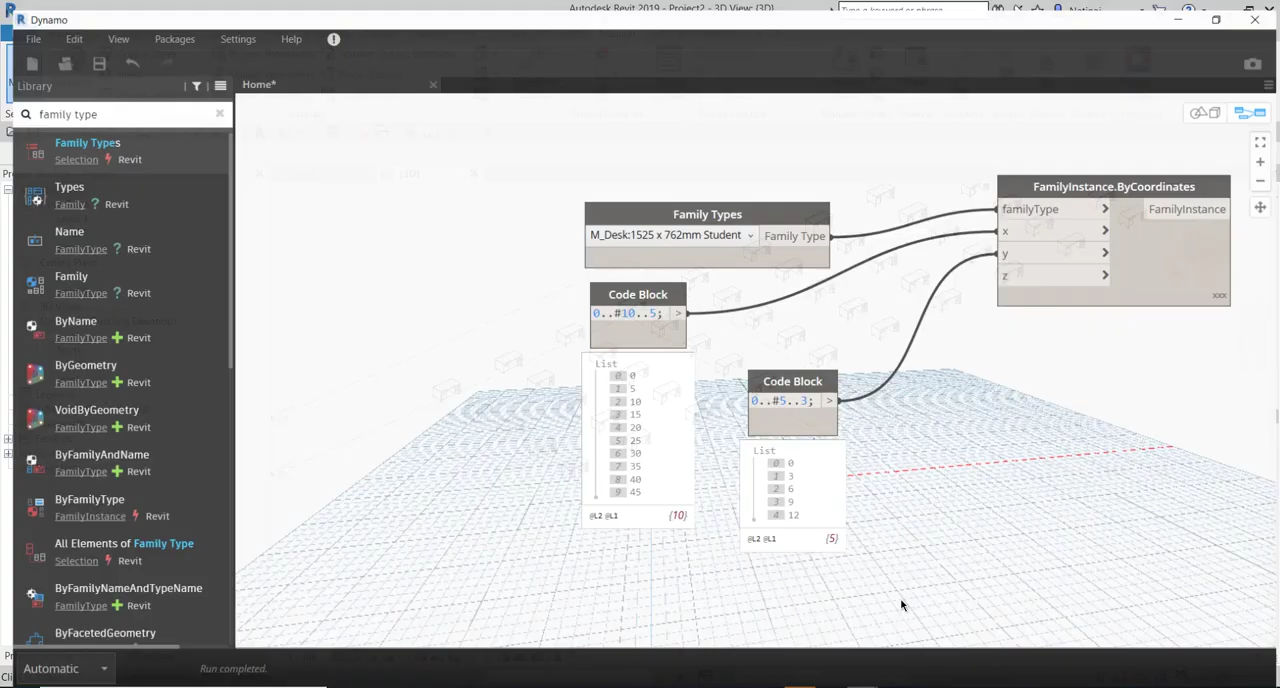 Autodesk Revit 2019 - Project2 - 3D View {3D}
Type a keyword or phrase
Dynamo
File Edit View Packages Settings Help
Library
Home*
family type
Family Types
Selection Revit
Types
Family ? Revit
Name
FamilyType ? Revit
Family
FamilyType ? Revit
ByName
FamilyType Revit
ByGeometry
FamilyType Revit
VoidByGeometry
FamilyType Revit
ByFamilyAndName
FamilyType Revit
ByFamilyType
FamilyInstance Revit
All Elements of Family Type
Selection Revit
ByFamilyNameAndTypeName
FamilyType Revit
ByFacetedGeometry
Automatic
Run completed.
Family Types
M_Desk:1525 x 762mm Student
Family Type
Code Block
0..#10..5; >
List
0 0
1 5
2 10
3 15
4 20
5 25
6 30
7 35
8 40
9 45
@L2 @L1 {10}
Code Block
0..#5..3; >
List
0 0
1 3
2 6
3 9
4 12
@L2 @L1 {5}
FamilyInstance.ByCoordinates
familyType > FamilyInstance
x >
y >
z >
xxx